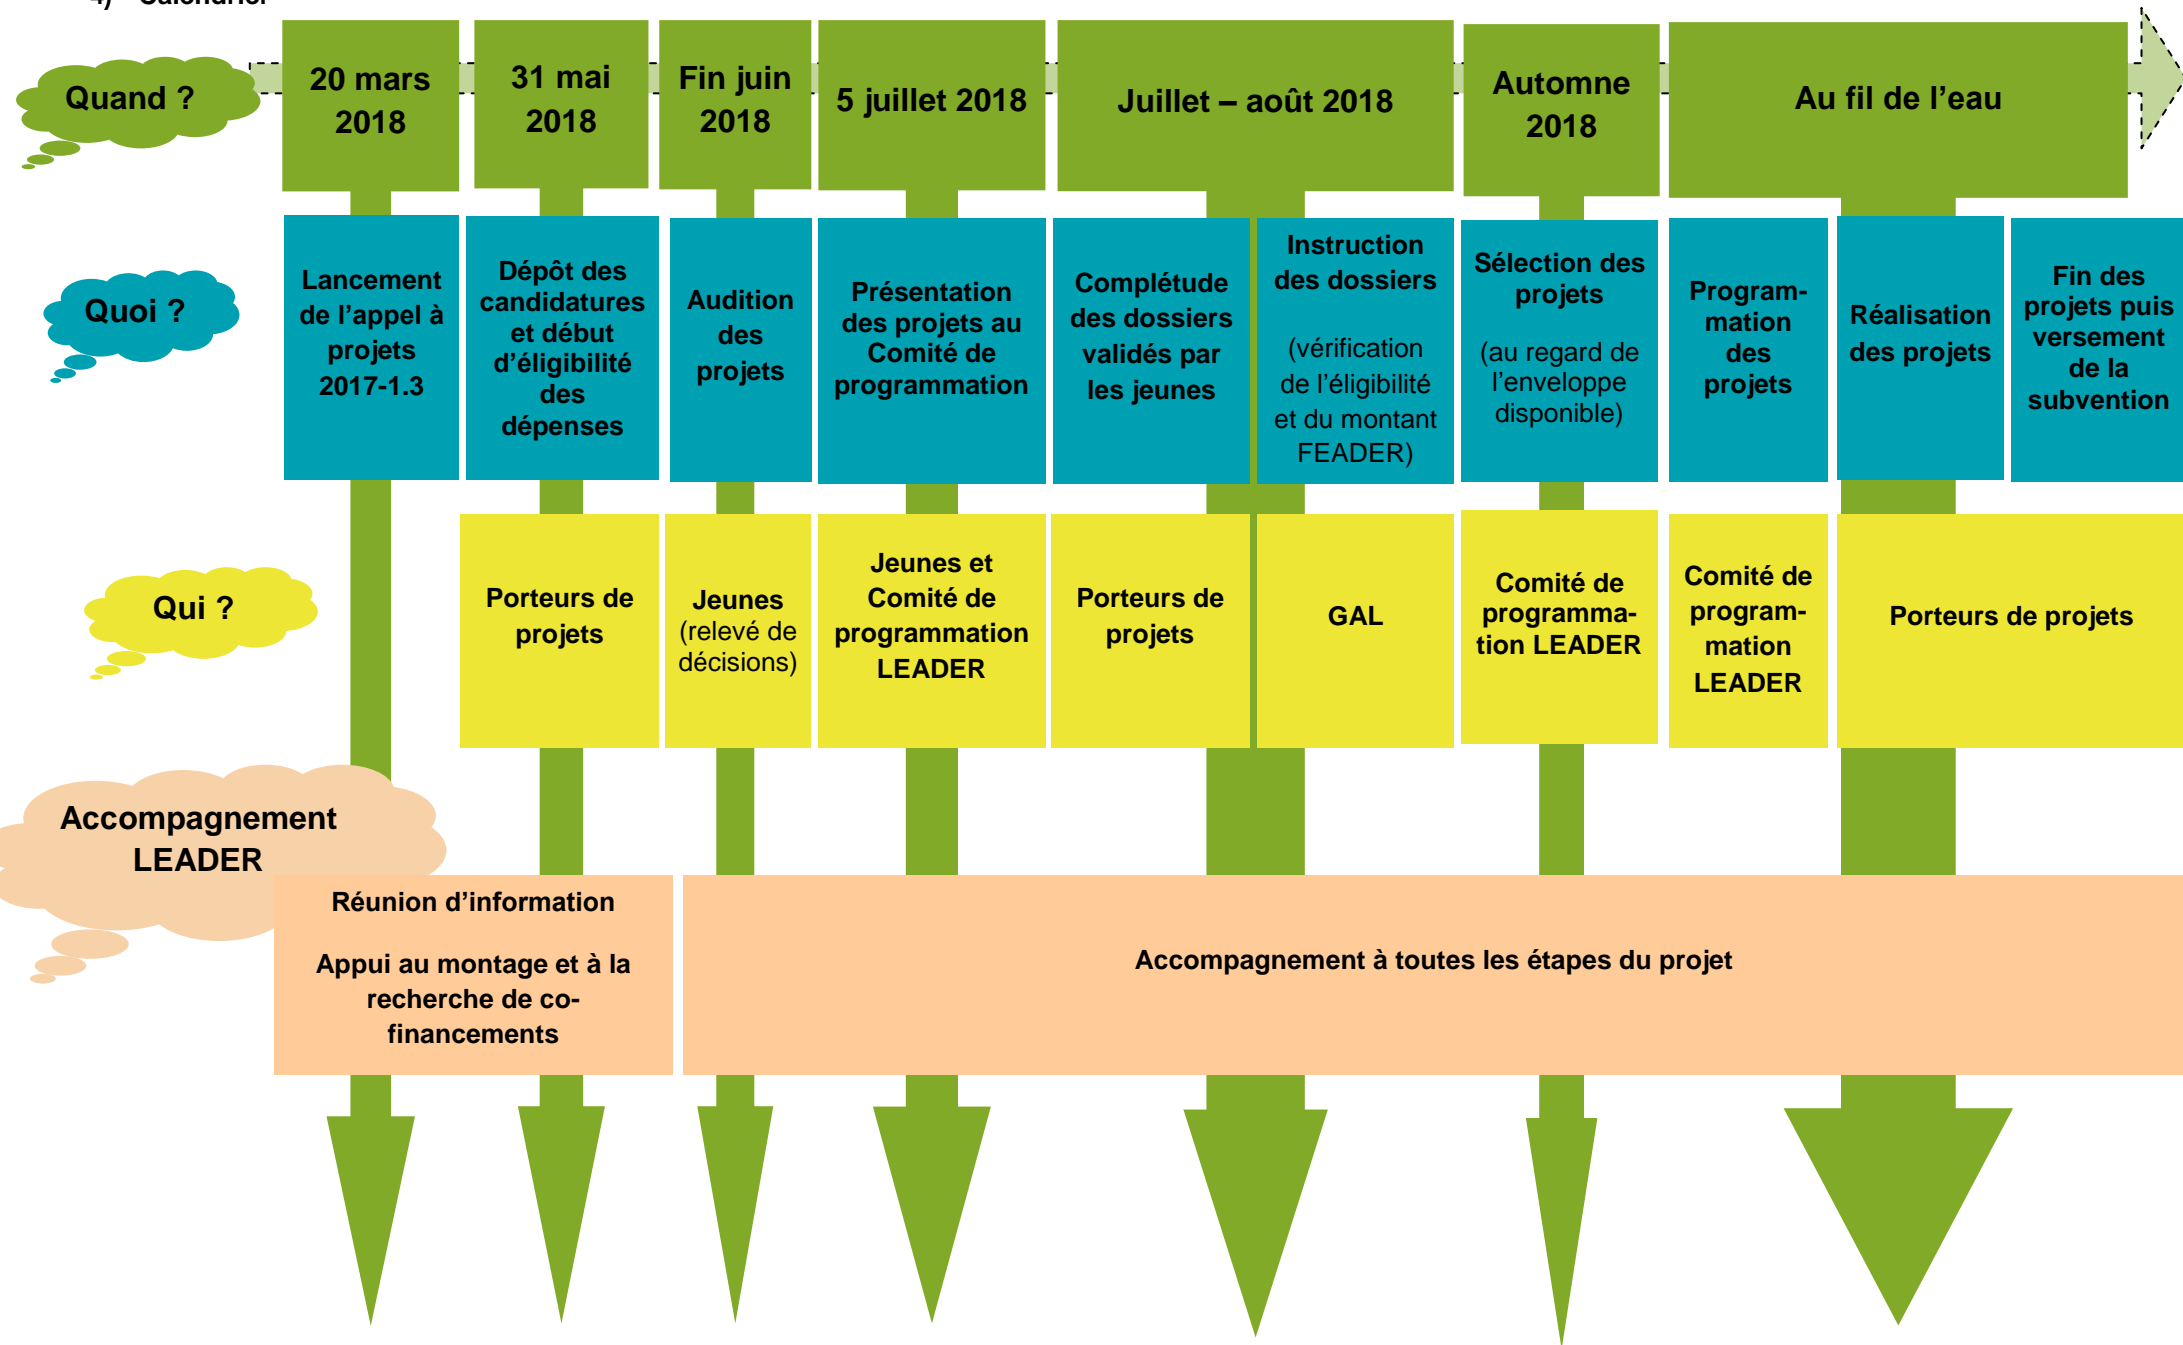 4) Calendrier
Quand ?
20 mars
2018
31 mai
2018
Fin juin
2018
5 juillet 2018
Juillet – août 2018
Automne
2018
Au fil de l’eau
Quoi ?
Lancement
de l’appel à
projets
2017-1.3
Dépôt des
candidatures
et début
d’éligibilité
des
dépenses
Audition
des
projets
Présentation
des projets au
Comité de
programmation
Complétude
des dossiers
validés par
les jeunes
Instruction
des dossiers
(vérification
de l’éligibilité
et du montant
FEADER)
Sélection des
projets
(au regard de
l’enveloppe
disponible)
Program-
mation
des
projets
Réalisation
des projets
Fin des
projets puis
versement
de la
subvention
Qui ?
Porteurs de
projets
Jeunes
(relevé de
décisions)
Jeunes et
Comité de
programmation
LEADER
Porteurs de
projets
GAL
Comité de
programma-
tion LEADER
Comité de
program-
mation
LEADER
Porteurs de projets
Accompagnement
LEADER
Réunion d’information
Appui au montage et à la
recherche de co-
financements
Accompagnement à toutes les étapes du projet